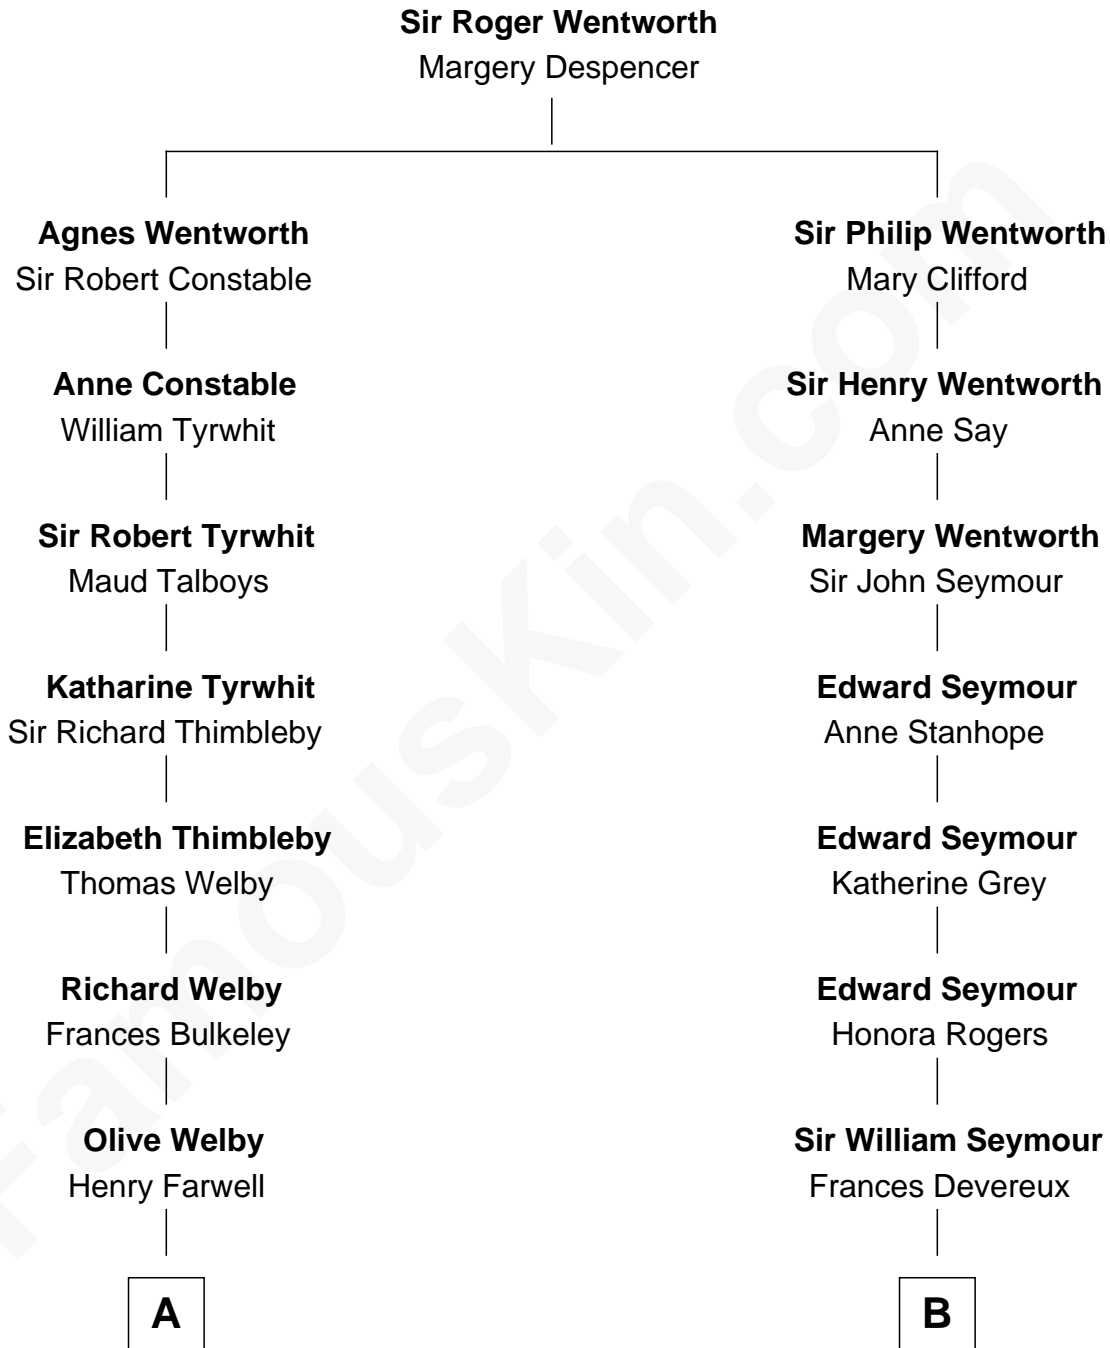 Sir Roger Wentworth
Margery Despencer
Agnes Wentworth
Sir Robert Constable
Sir Philip Wentworth
Mary Clifford
Anne Constable
William Tyrwhit
Sir Henry Wentworth
Anne Say
Sir Robert Tyrwhit
Maud Talboys
Margery Wentworth
Sir John Seymour
Katharine Tyrwhit
Sir Richard Thimbleby
Edward Seymour
Anne Stanhope
Elizabeth Thimbleby
Thomas Welby
Edward Seymour
Katherine Grey
Richard Welby
Frances Bulkeley
Edward Seymour
Honora Rogers
Olive Welby
Henry Farwell
Sir William Seymour
Frances Devereux
A
B
FamousKin.com